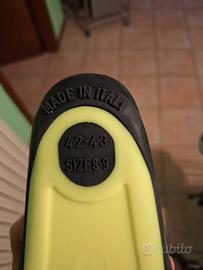 MADE IN ITALY
42-43
SIZE 8-9
subito